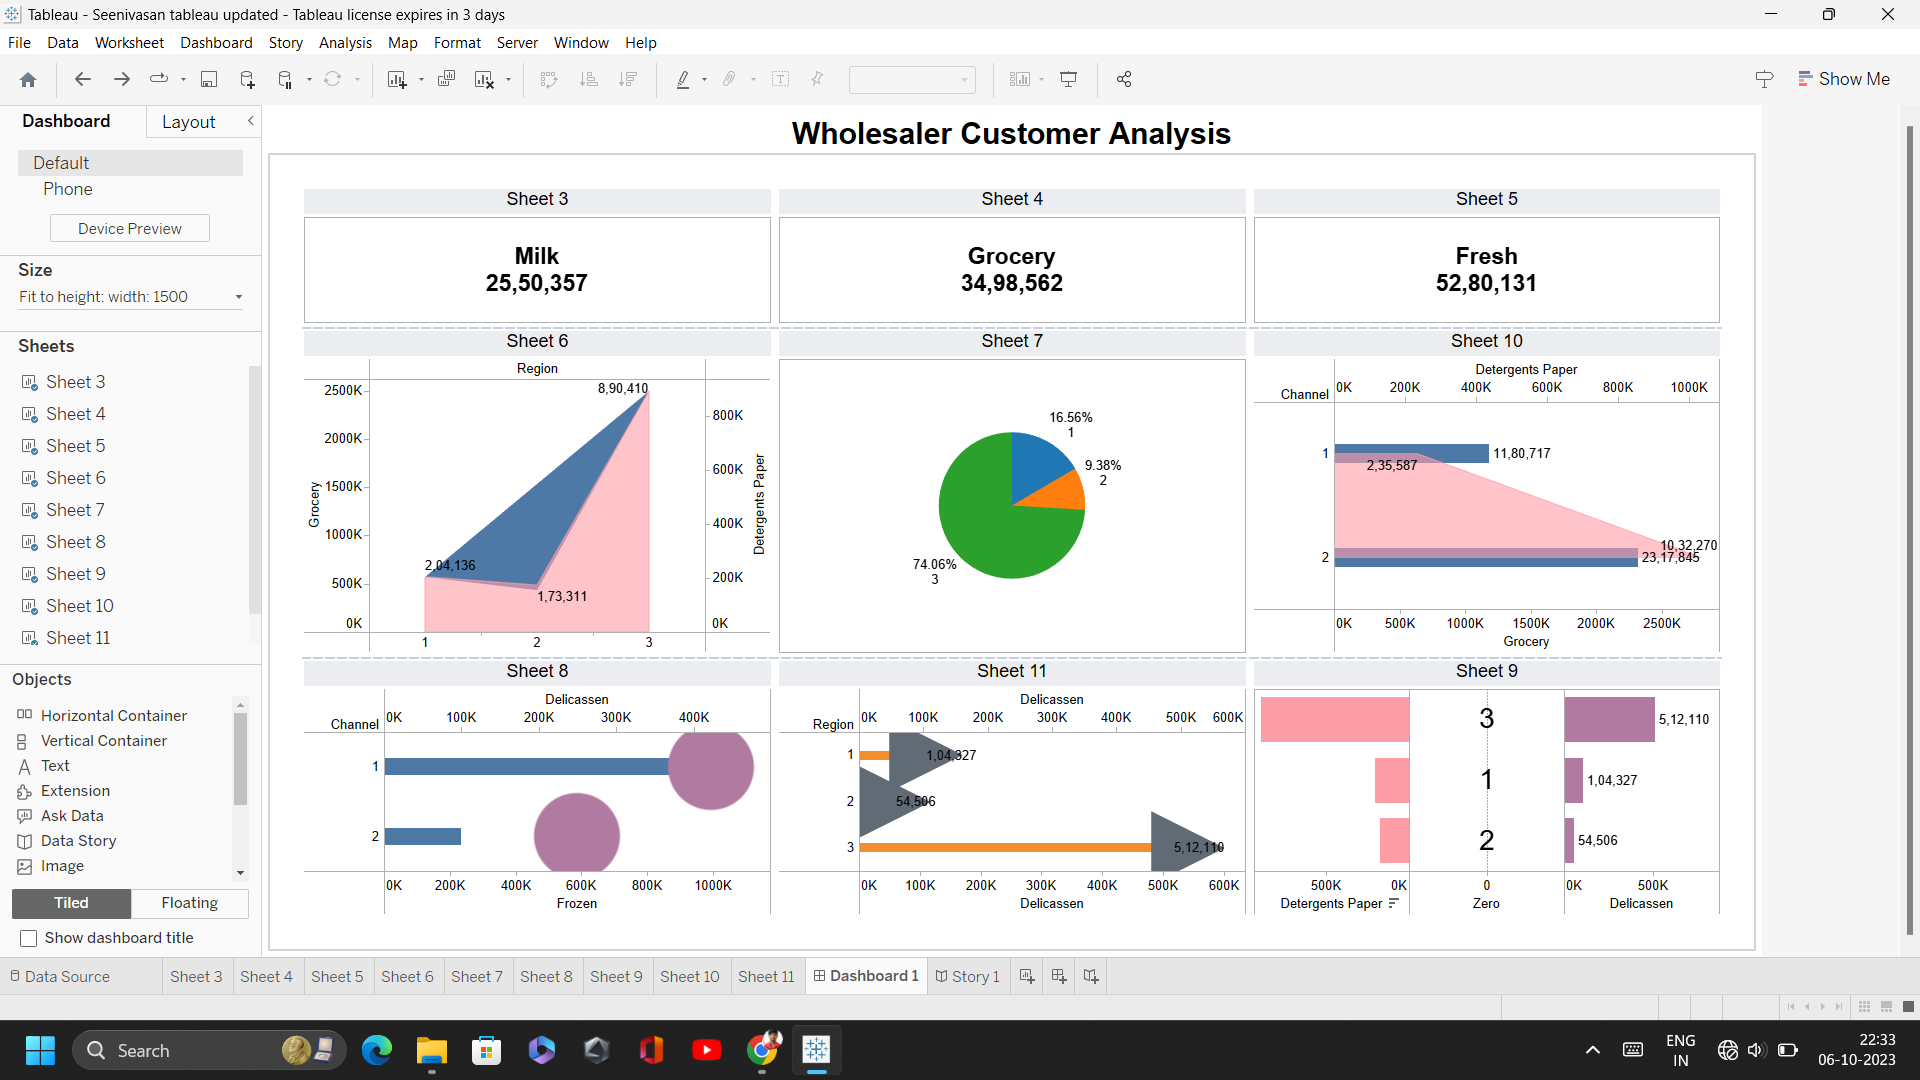 Tableau - Seenivasan tableau updated - Tableau license expires in 3 days
File Data Worksheet Dashboard Story Analysis Map Format Server Window Help
Show Me
Dashboard Layout
Default
Phone
Device Preview
Size
Fit to height: width: 1500
Sheets
Sheet 3
Sheet 4
Sheet 5
Sheet 6
Sheet 7
Sheet 8
Sheet 9
Sheet 10
Sheet 11
Objects
Horizontal Container
Vertical Container
Text
Extension
Ask Data
Data Story
Image
Tiled Floating
Show dashboard title
Wholesaler Customer Analysis
Sheet 3
Milk
25,50,357
Sheet 4
Grocery
34,98,562
Sheet 5
Fresh
52,80,131
Sheet 6
Region
2500K
2000K
1500K
1000K
500K
0K
Grocery
8,90,410
2,04,136
1,73,311
800K
600K
400K
200K
0K
Detergents Paper
1 2 3
Sheet 7
16.56%
1
9.38%
2
74.06%
3
Sheet 10
Detergents Paper
Channel 0K 200K 400K 600K 800K 1000K
1 11,80,717
2,35,587
10,32,270
2 23,17,845
0K 500K 1000K 1500K 2000K 2500K
Grocery
Sheet 8
Delicassen
Channel 0K 100K 200K 300K 400K
1
2
0K 200K 400K 600K 800K 1000K
Frozen
Sheet 11
Delicassen
Region 0K 100K 200K 300K 400K 500K 600K
1 1,04,327
2 54,506
3 5,12,110
0K 100K 200K 300K 400K 500K 600K
Delicassen
Sheet 9
3 5,12,110
1 1,04,327
2 54,506
500K 0K 0 0K 500K
Detergents Paper Zero Delicassen
Data Source Sheet 3 Sheet 4 Sheet 5 Sheet 6 Sheet 7 Sheet 8 Sheet 9 Sheet 10 Sheet 11 Dashboard 1 Story 1
Search
ENG
IN
22:33
06-10-2023